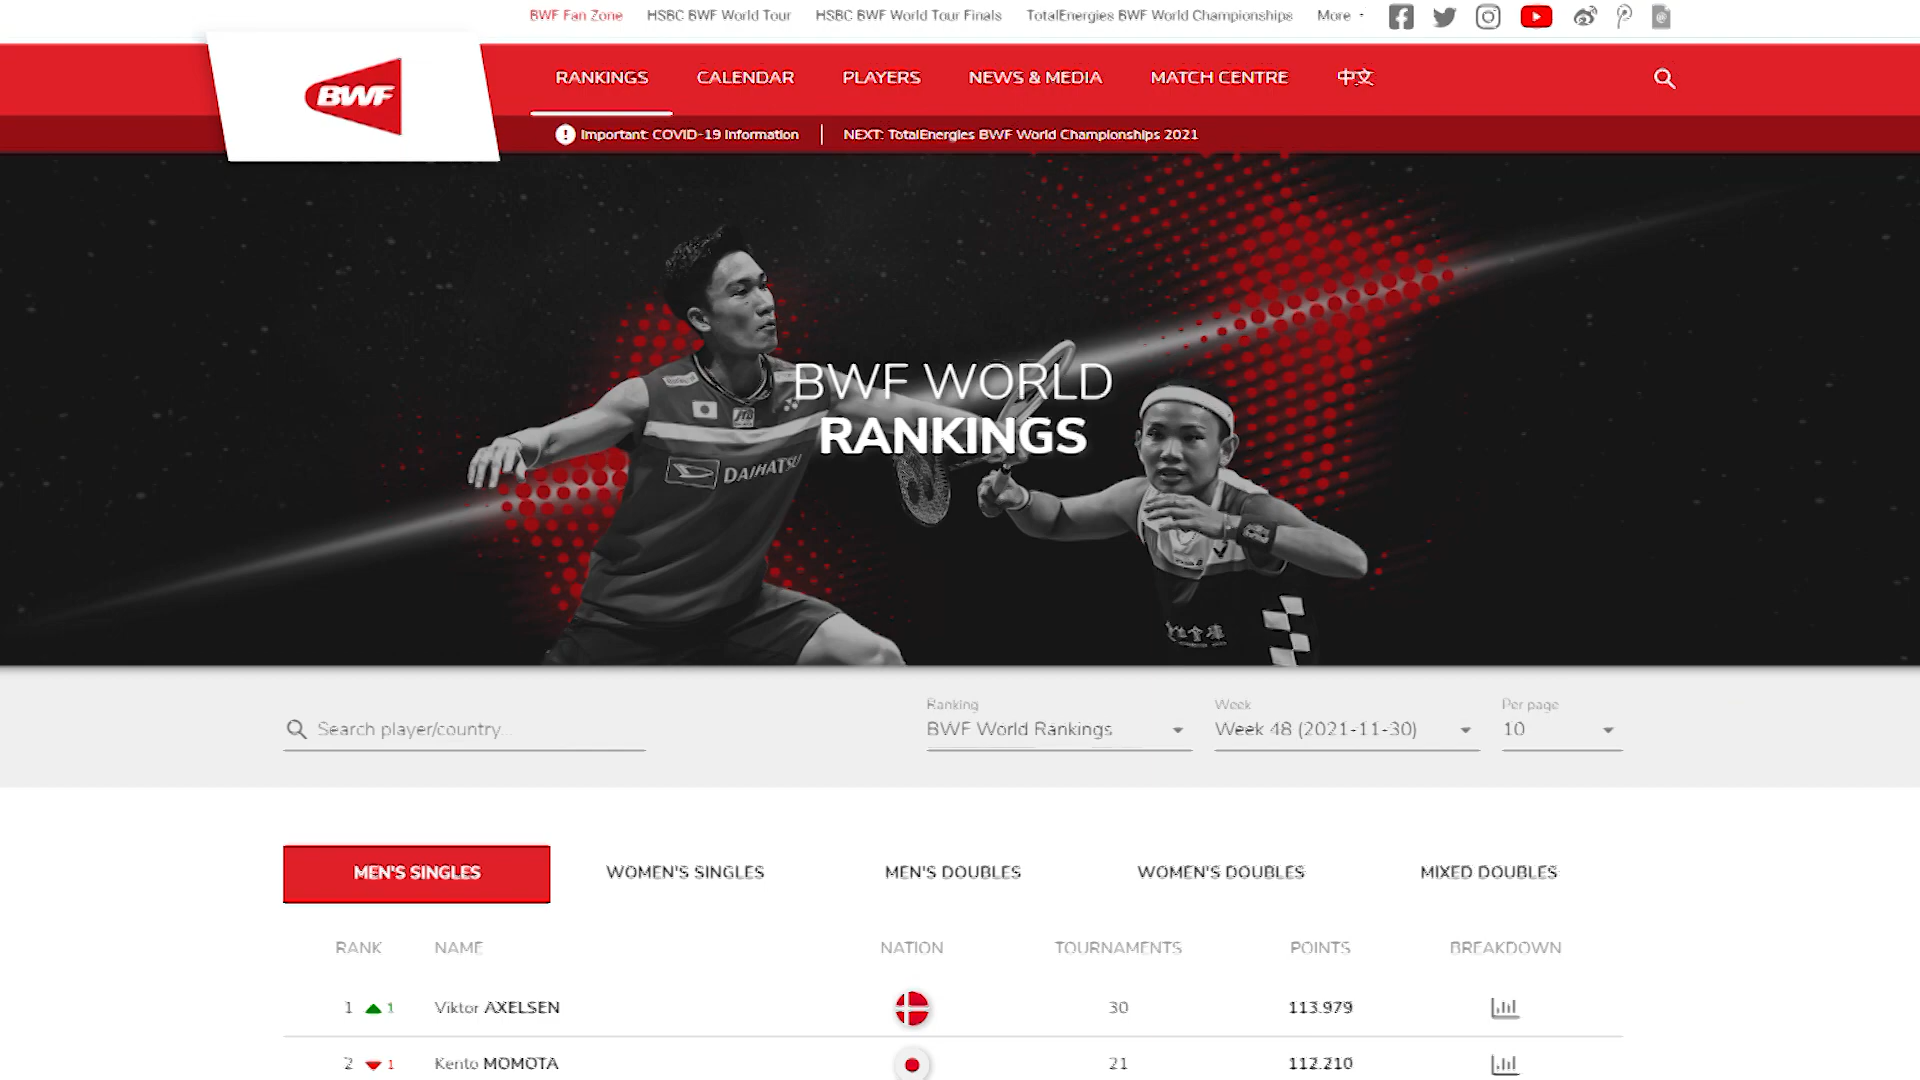 BWF Fan Zone HSBC BWF World Tour HSBC BWF World Tour Finals TotalEnergies BWF World Championships More
BWF
RANKINGS CALENDAR PLAYERS NEWS & MEDIA MATCH CENTRE 中文
Important: COVID-19 Information NEXT: TotalEnergies BWF World Championships 2021
BWF WORLD
RANKINGS
DAIHATSU
Ranking Week Per page
Search player/country... BWF World Rankings Week 48 (2021-11-30) 10
MEN'S SINGLES WOMEN'S SINGLES MEN'S DOUBLES WOMEN'S DOUBLES MIXED DOUBLES
RANK NAME NATION TOURNAMENTS POINTS BREAKDOWN
1 1 Viktor AXELSEN 30 113.979
2 1 Kento MOMOTA 21 112.210